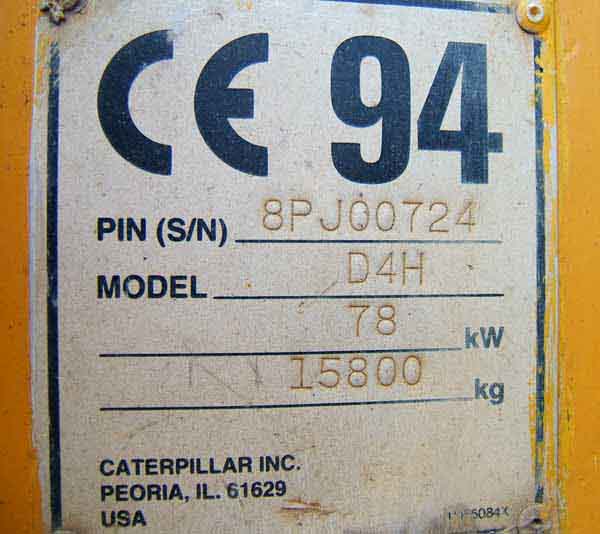 CE 94
PIN (S/N) 8PJ00724
MODEL D4H
78 kW
15800 kg
CATERPILLAR INC.
PEORIA, IL. 61629
USA